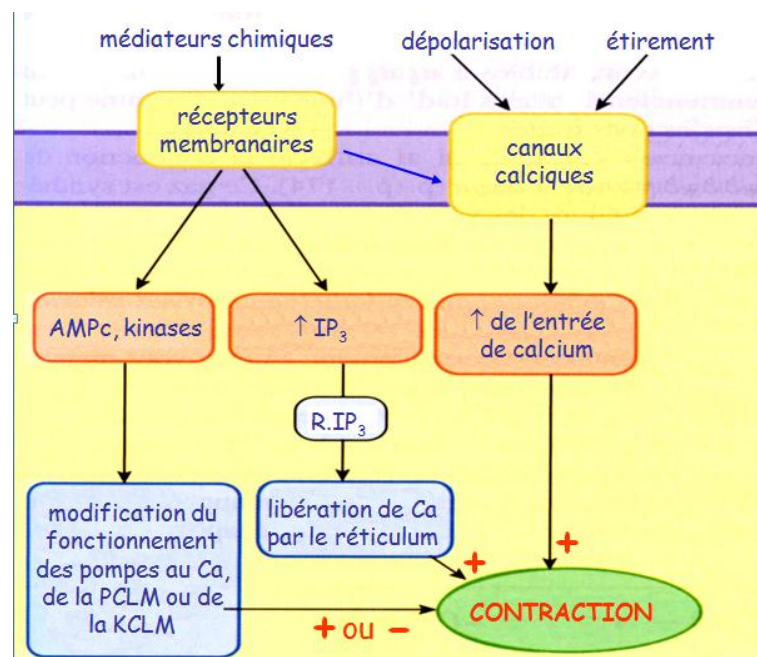 médiateurs chimiques
dépolarisation
étirement
récepteurs
membranaires
canaux
calciques
AMPc, kinases
↑ IP₃
↑ de l'entrée
de calcium
R.IP₃
modification du
fonctionnement
des pompes au Ca,
de la PCLM ou de
la KCLM
libération de Ca
par le réticulum
+
+
+ ou -
CONTRACTION